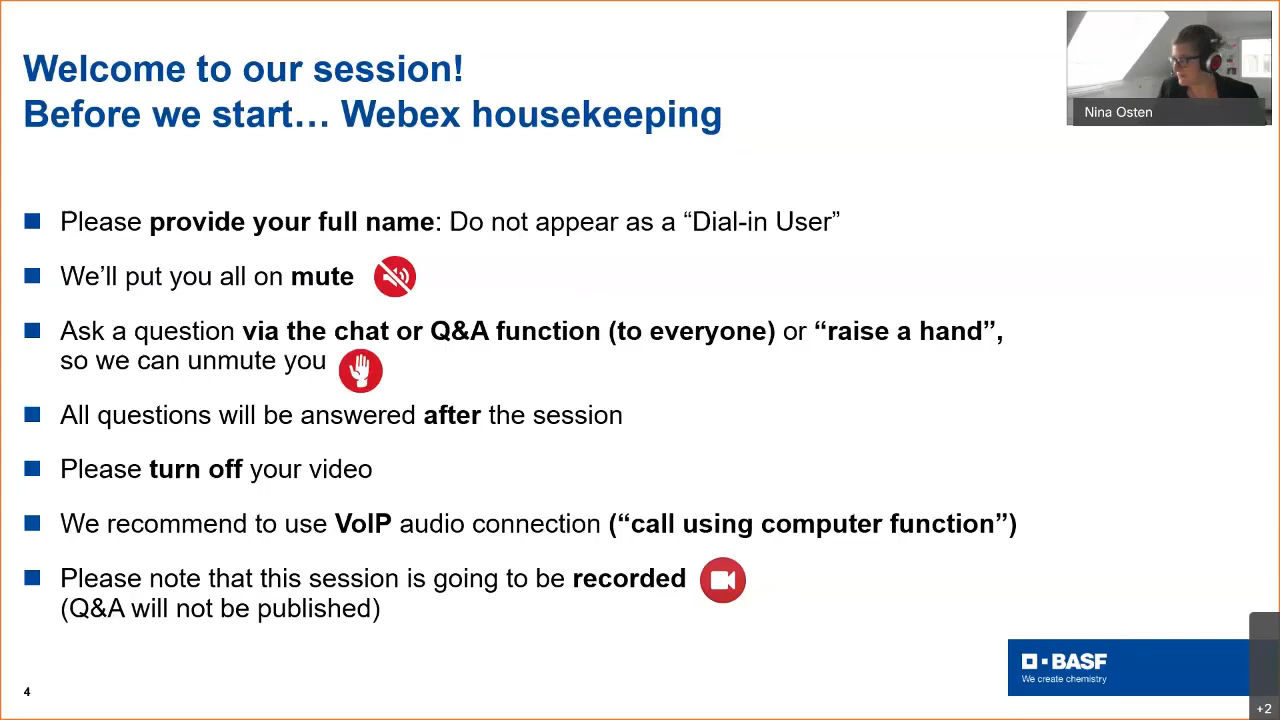 Welcome to our session!
Before we start… Webex housekeeping
Nina Osten
Please provide your full name: Do not appear as a “Dial-in User”
We’ll put you all on mute
Ask a question via the chat or Q&A function (to everyone) or “raise a hand”,
so we can unmute you
All questions will be answered after the session
Please turn off your video
We recommend to use VoIP audio connection (“call using computer function”)
Please note that this session is going to be recorded
(Q&A will not be published)
BASF
We create chemistry
4
+2